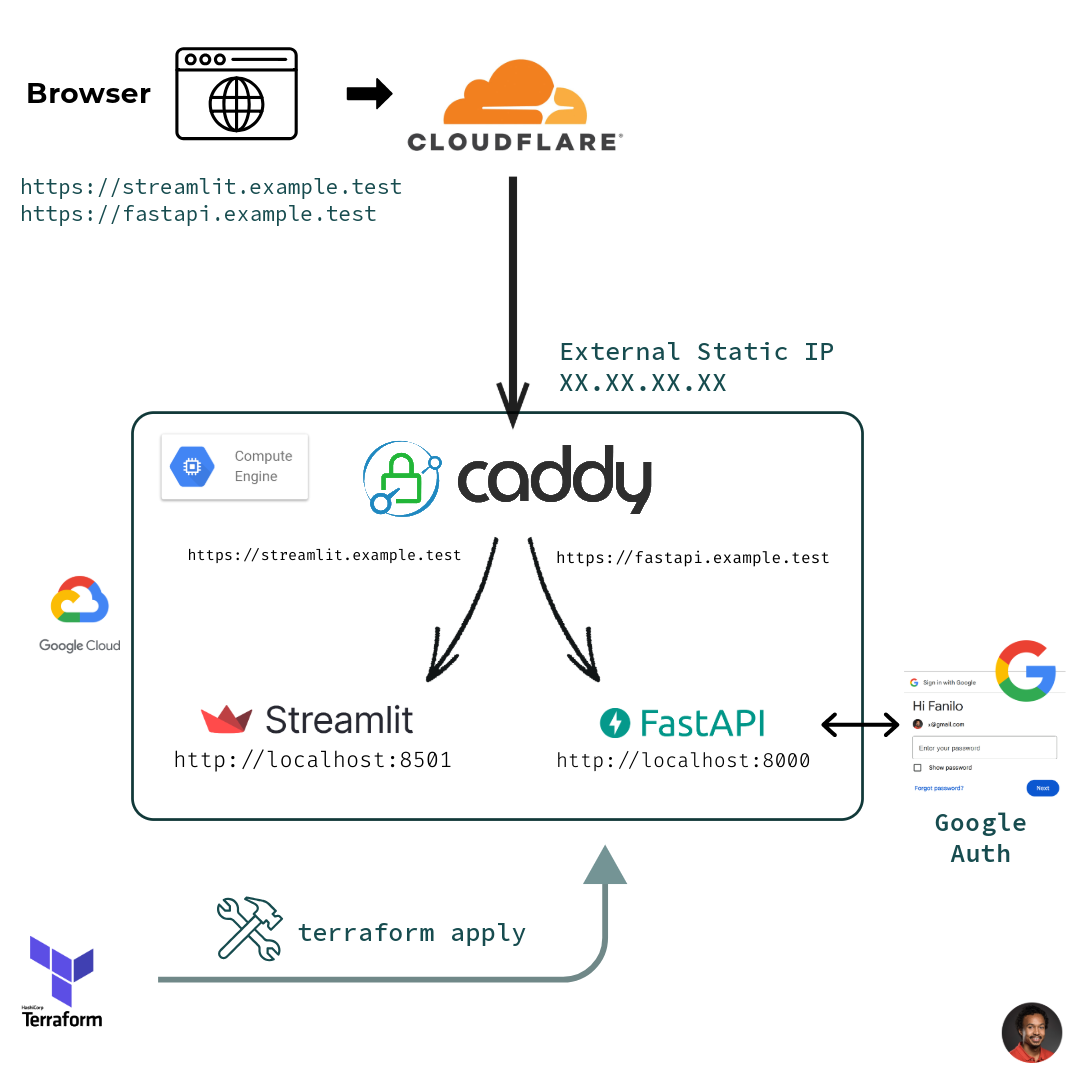 Browser
CLOUDFLARE
https://streamlit.example.test
https://fastapi.example.test
External Static IP
XX.XX.XX.XX
Compute
Engine
caddy
https://streamlit.example.test
https://fastapi.example.test
Google Cloud
Streamlit
http://localhost:8501
FastAPI
http://localhost:8000
G Sign in with Google
Hi Fanilo
x@gmail.com
Enter your password
Show password
Forgot password?
Next
Google
Auth
terraform apply
HashiCorp
Terraform